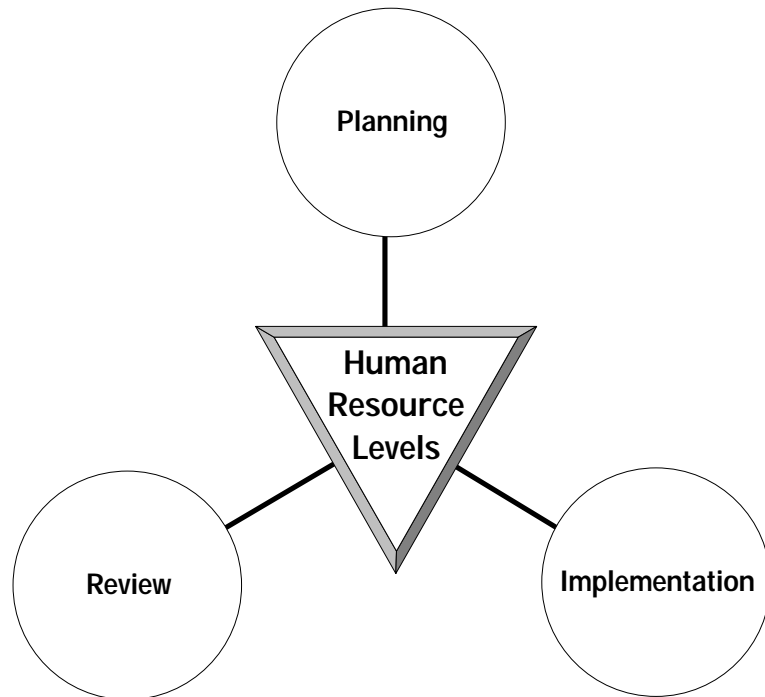 Planning
Human
Resource
Levels
Review
Implementation